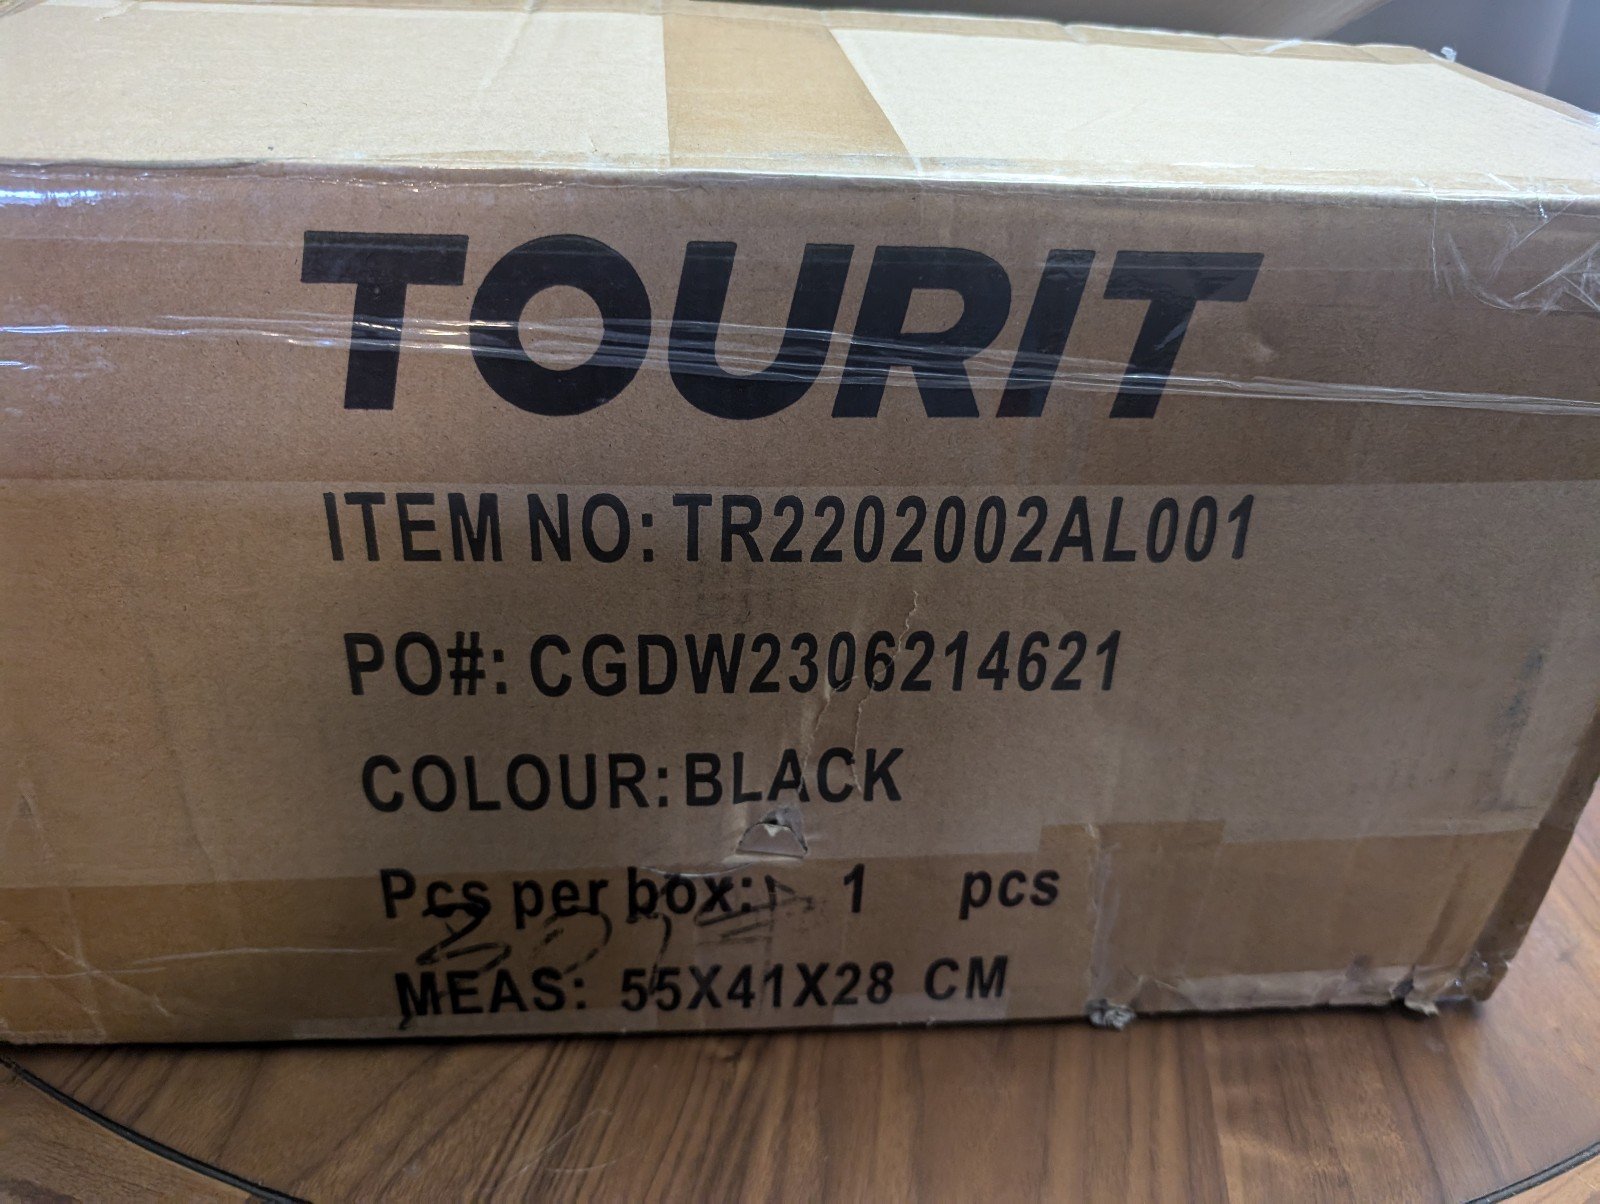 TOURIT
ITEM NO: TR2202002AL001
PO#: CGDW2306214621
COLOUR: BLACK
Pcs per box: 1 pcs
MEAS: 55X41X28 CM